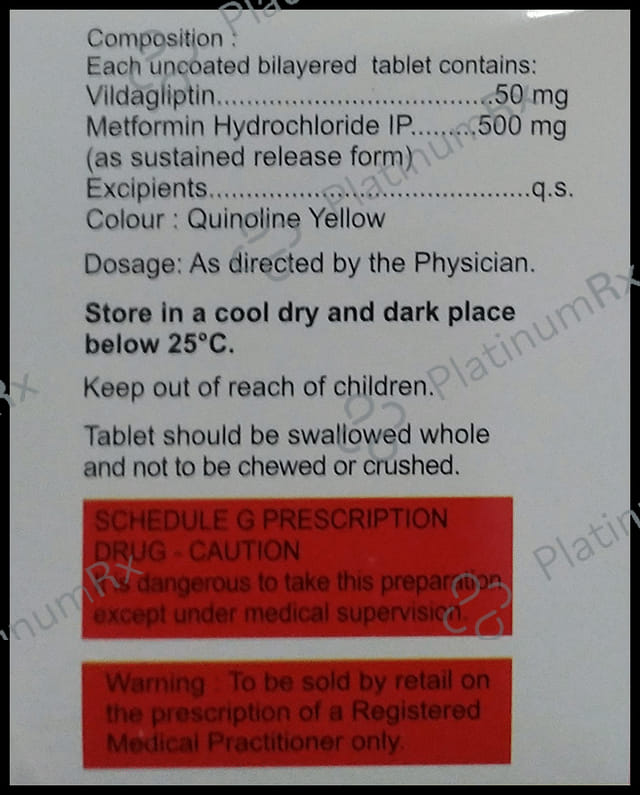 Composition :
Each uncoated bilayered tablet contains:
Vildagliptin.....................................50 mg
Metformin Hydrochloride IP.........500 mg
(as sustained release form)
Excipients...........................................q.s.
Colour : Quinoline Yellow
Dosage: As directed by the Physician.
Store in a cool dry and dark place
below 25°C.
Keep out of reach of children.
Tablet should be swallowed whole
and not to be chewed or crushed.
SCHEDULE G PRESCRIPTION
DRUG - CAUTION
dangerous to take this preparation
except under medical supervision.
Warning : To be sold by retail on
the prescription of a Registered
Medical Practitioner only.
PlatinumRx
PlatinumRx